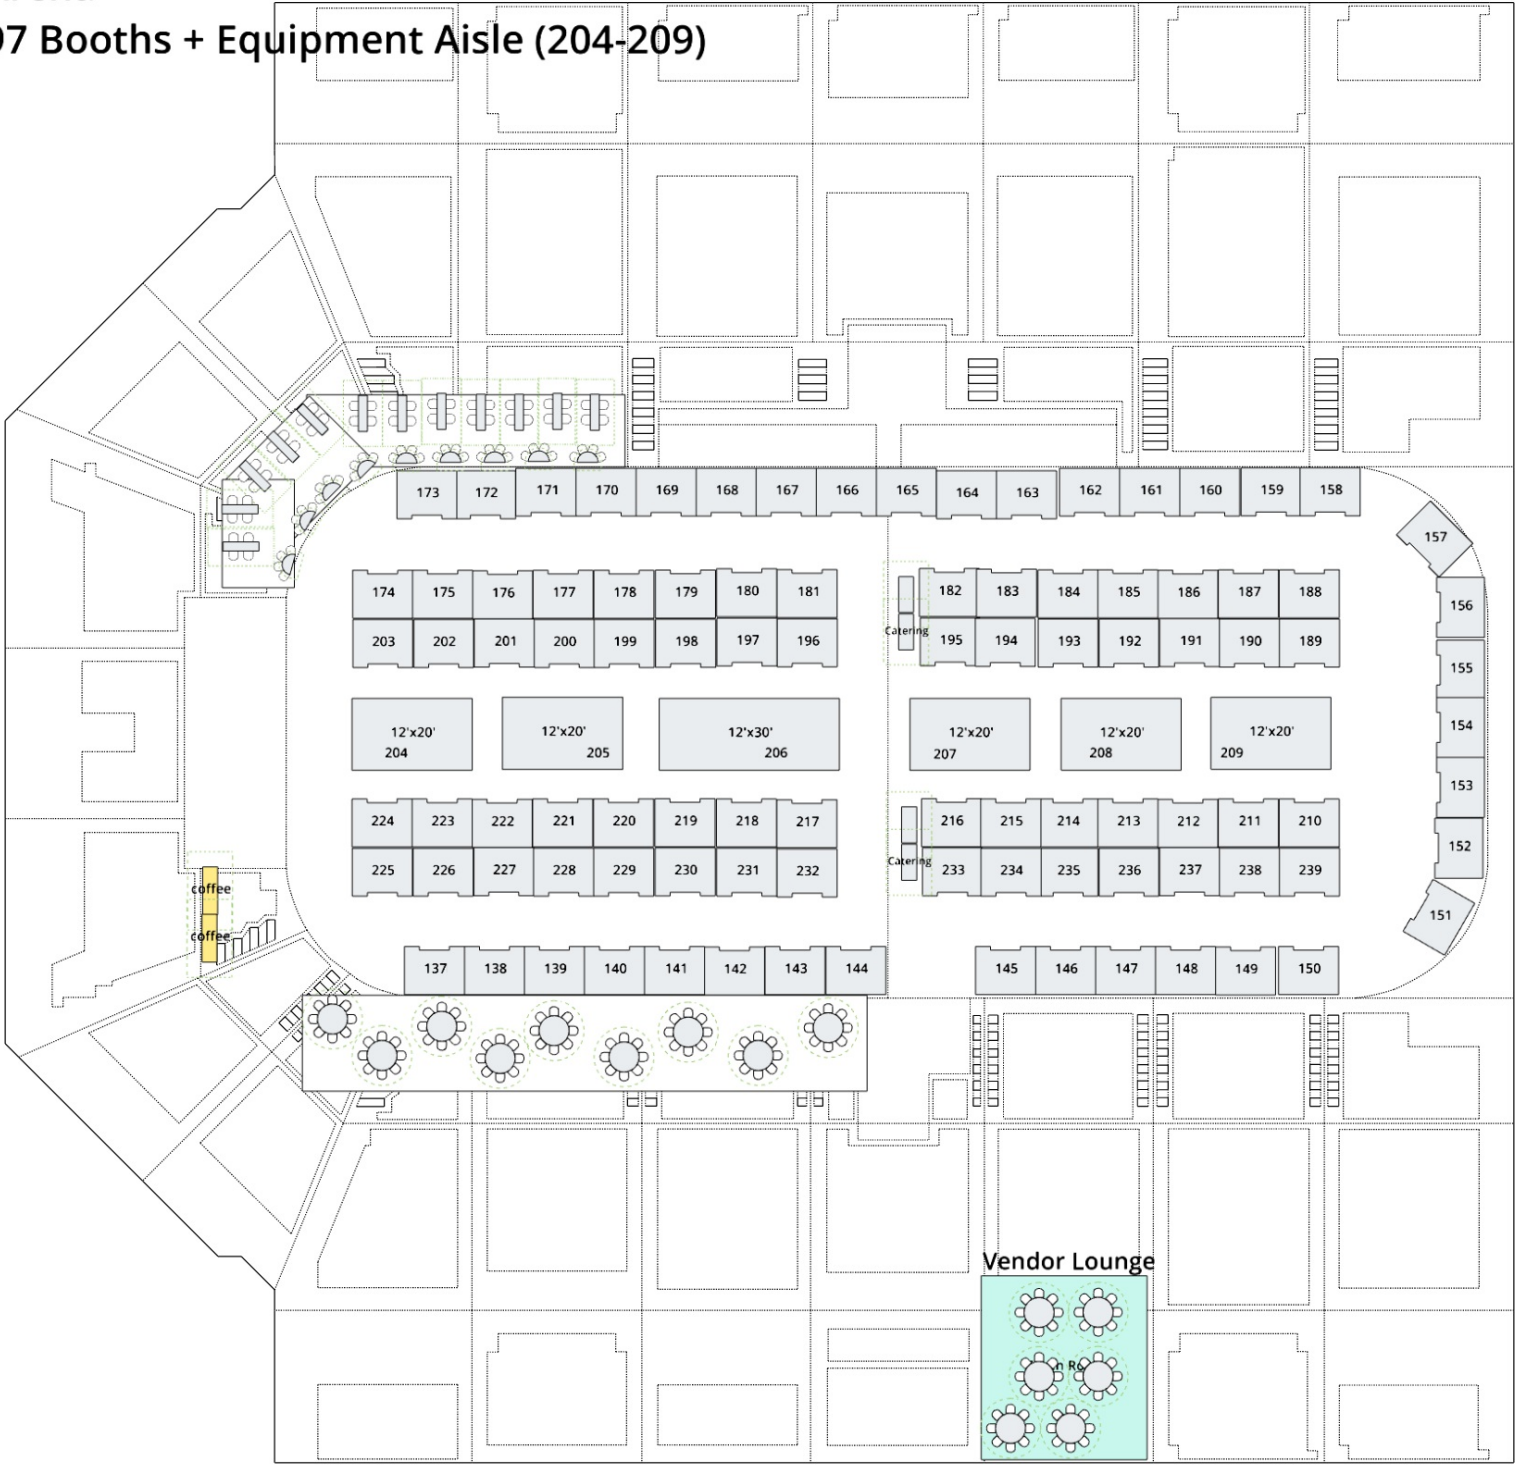 97 Booths + Equipment Aisle (204-209)
173 172 171 170 169 168 167 166 165 164 163 162 161 160 159 158
157
174 175 176 177 178 179 180 181 182 183 184 185 186 187 188
156
Catering
203 202 201 200 199 198 197 196 195 194 193 192 191 190 189
155
154
12'x20' 12'x20' 12'x30' 12'x20' 12'x20' 12'x20'
204 205 206 207 208 209
153
224 223 222 221 220 219 218 217 216 215 214 213 212 211 210
152
Catering
225 226 227 228 229 230 231 232 233 234 235 236 237 238 239
coffee
151
coffee
137 138 139 140 141 142 143 144 145 146 147 148 149 150
Vendor Lounge